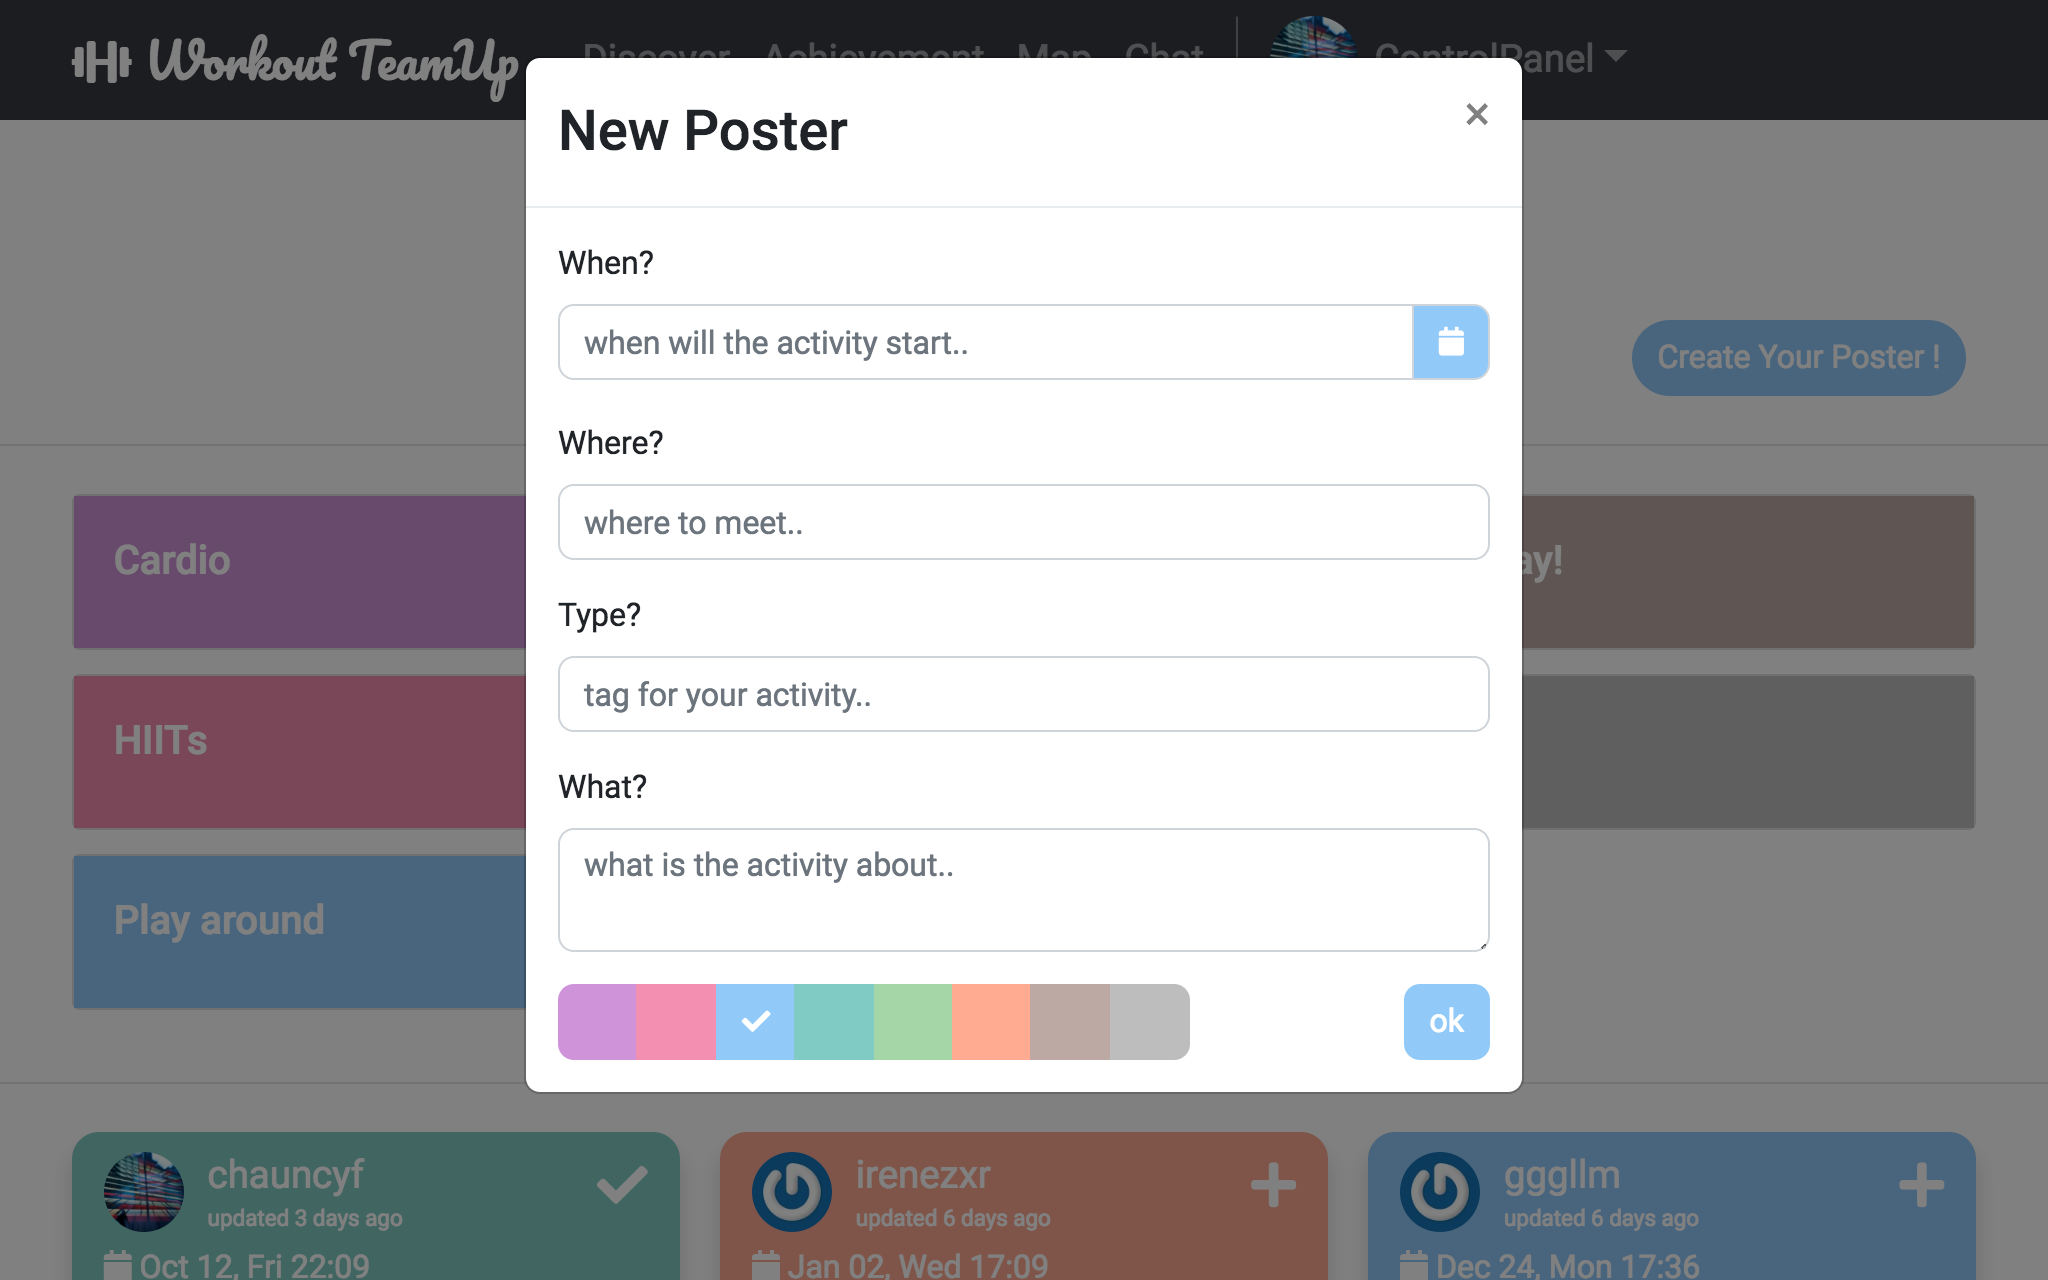 Workout TeamUp
Discover Achievement Map Chat ControlPanel
New Poster
×
When?
when will the activity start..
Create Your Poster !
Where?
where to meet..
Cardio
ay!
Type?
tag for your activity..
HIITs
What?
what is the activity about..
Play around
ok
chauncyf
updated 3 days ago
Oct 12, Fri 22:09
irenezxr
updated 6 days ago
Jan 02, Wed 17:09
gggllm
updated 6 days ago
Dec 24, Mon 17:36